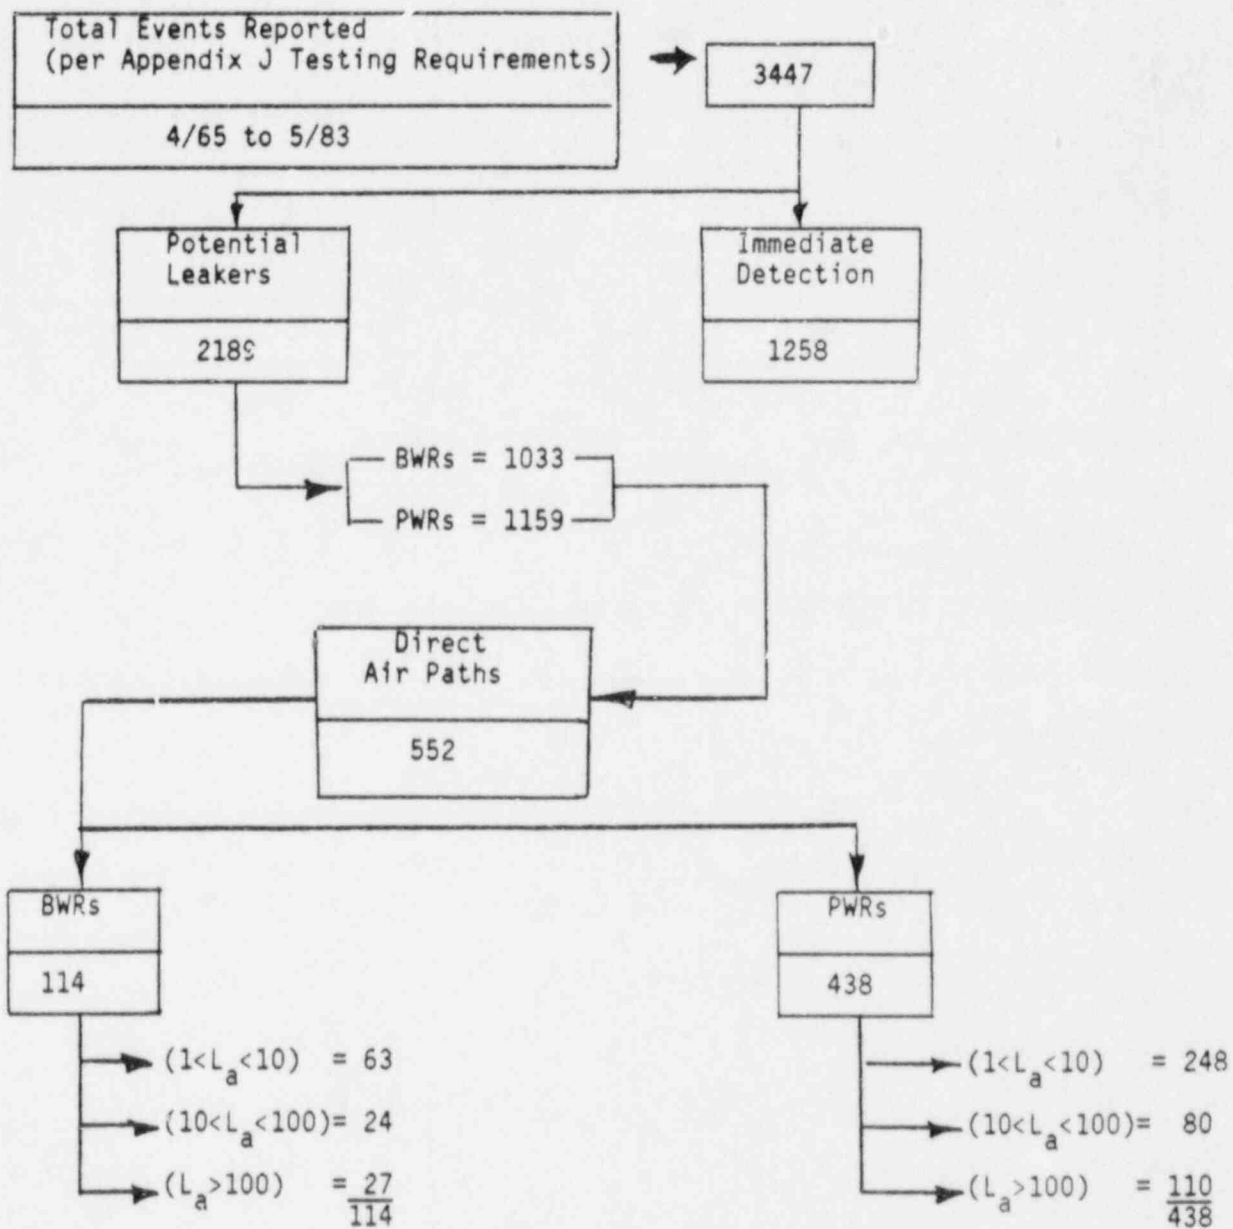 Total Events Reported
(per Appendix J Testing Requirements)
3447
4/65 to 5/83
Potential
Leakers
2189
Immediate
Detection
1258
BWRs = 1033
PWRs = 1159
Direct
Air Paths
552
BWRs
114
PWRs
438
(1<La<10) = 63
(10<La<100)= 24
(La>100) = 27
114
(1<La<10) = 248
(10<La<100)= 80
(La>100) = 110
438